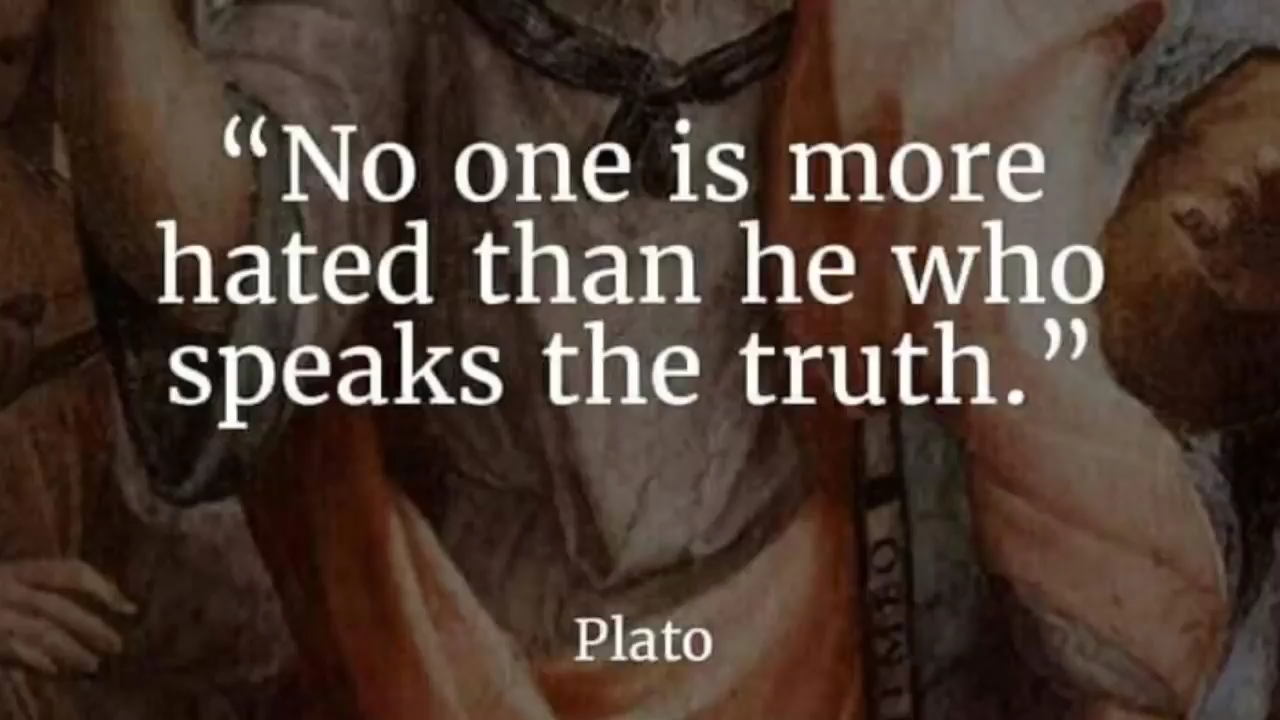 “No one is more
hated than he who
speaks the truth.”
Plato